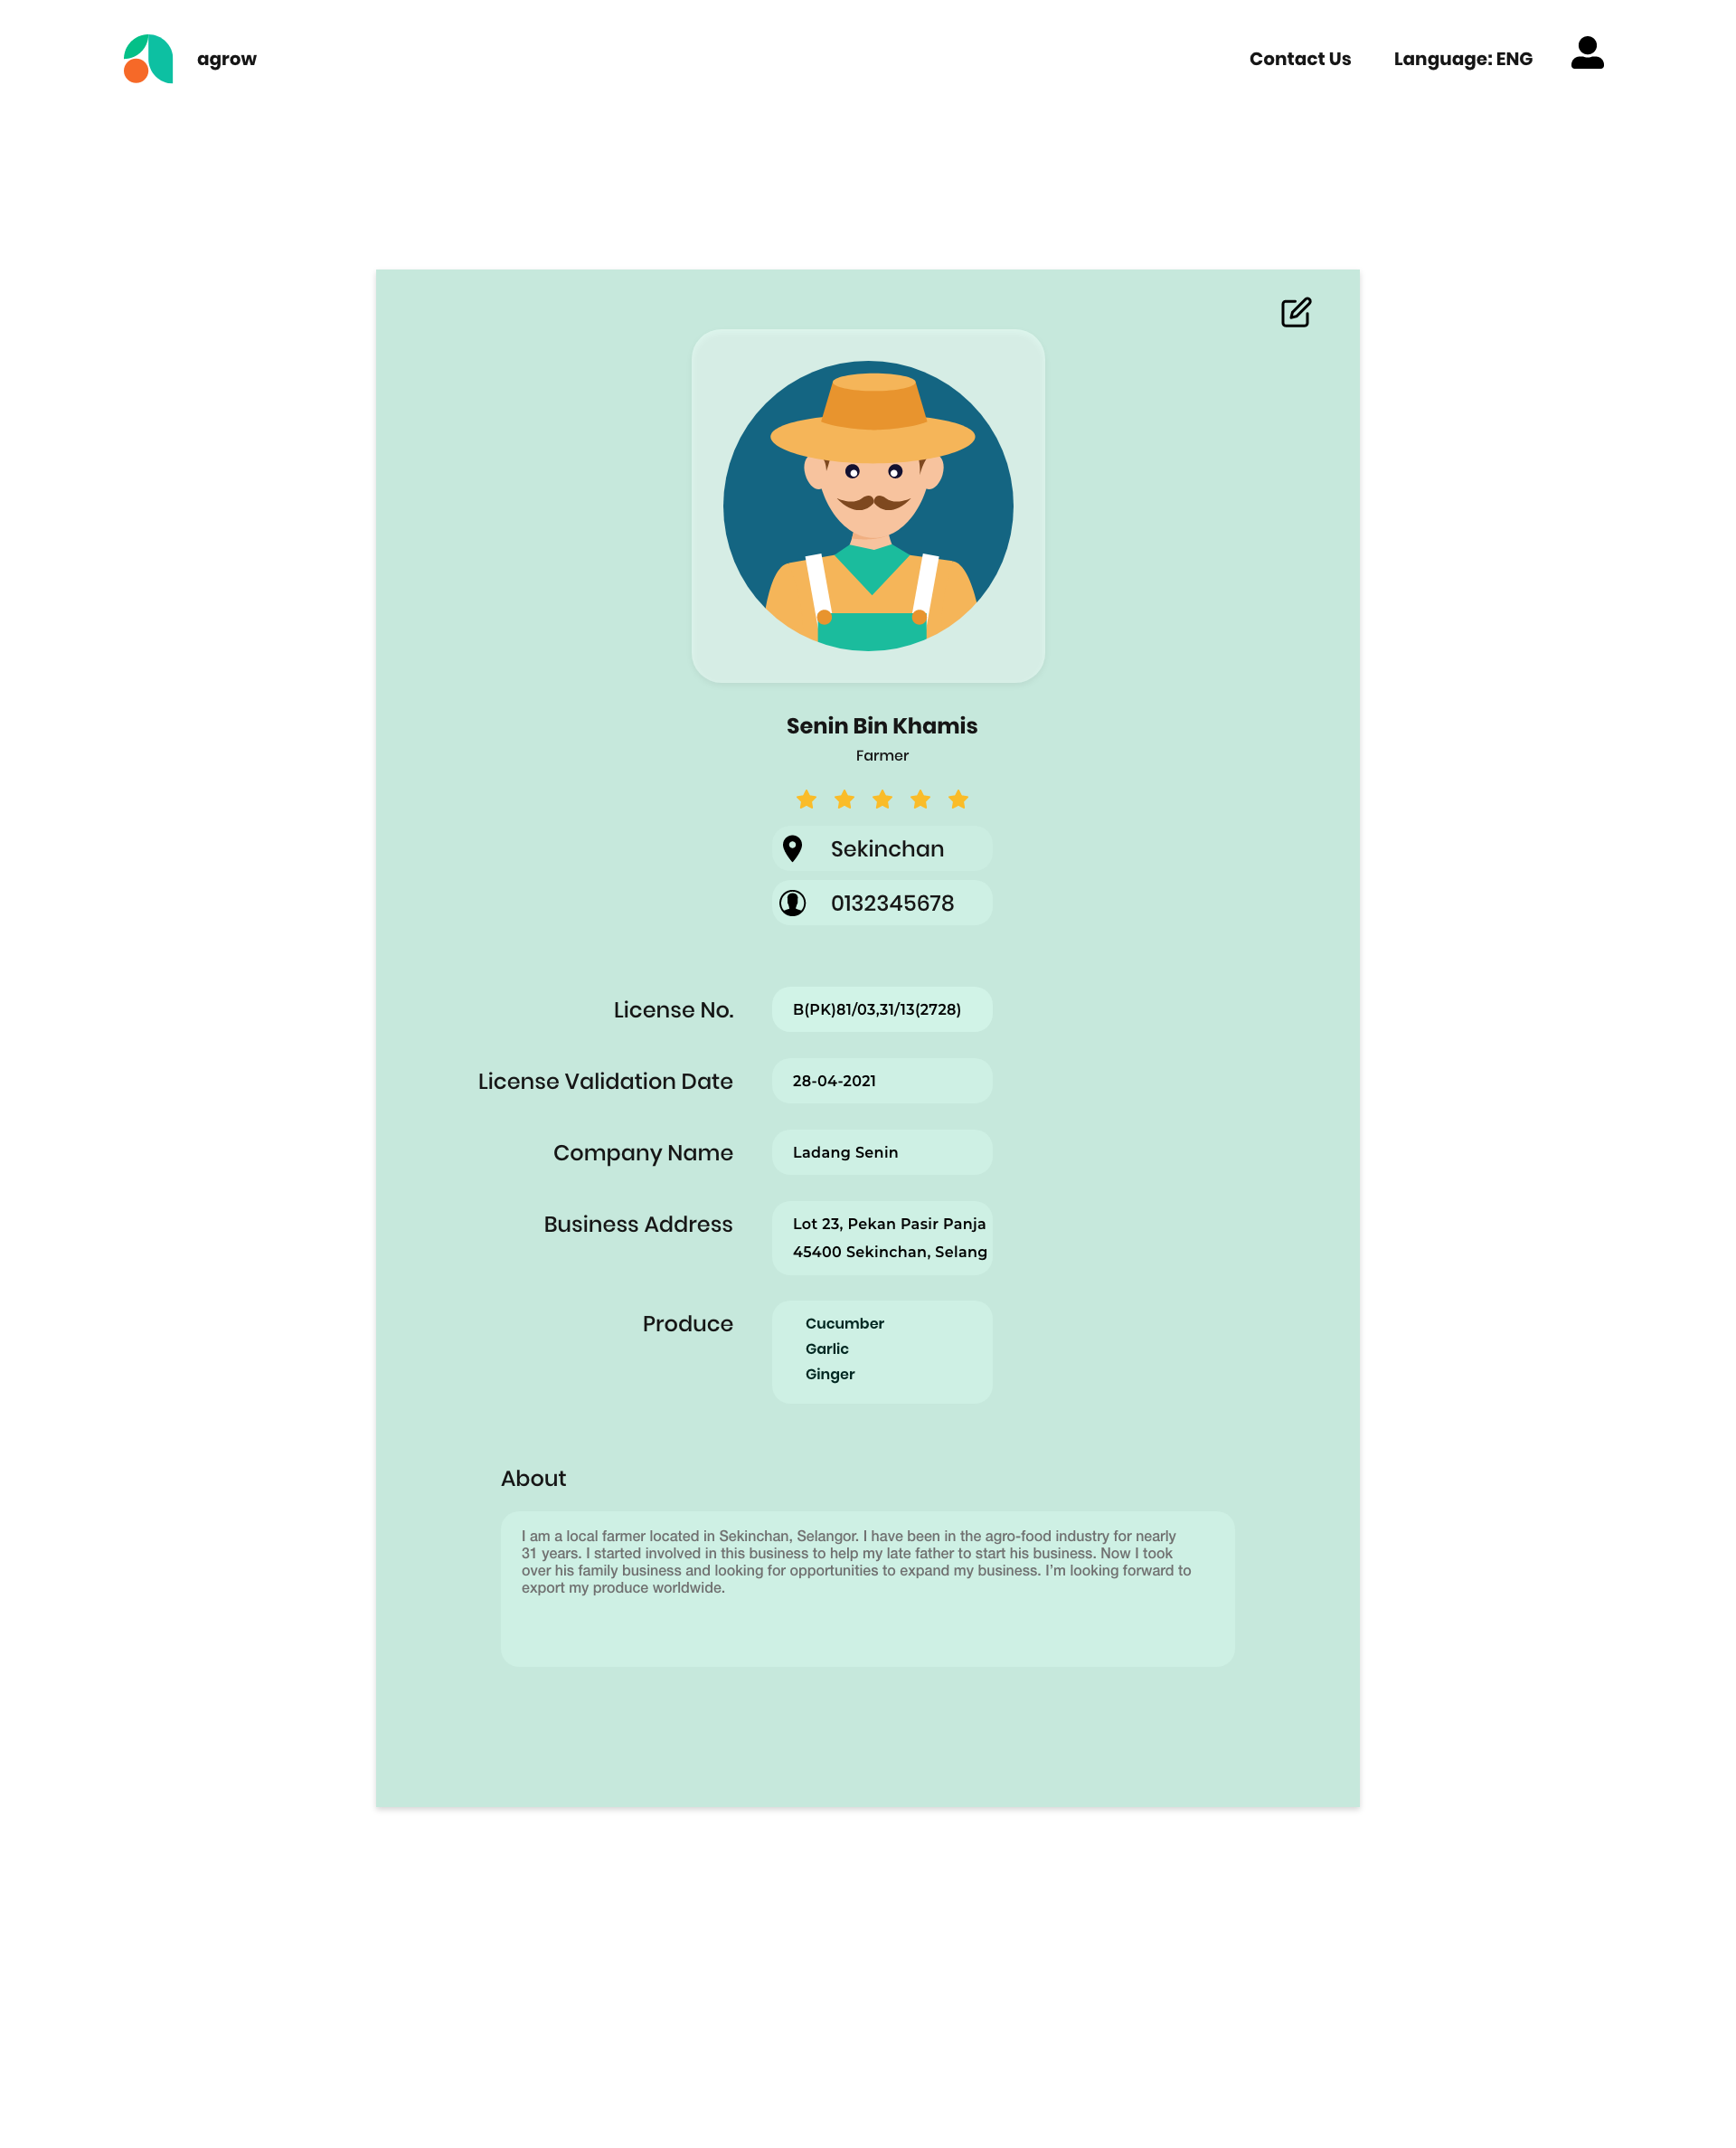 agrow
Contact Us
Language: ENG
Senin Bin Khamis
Farmer
Sekinchan
0132345678
License No.
B(PK)81/03,31/13(2728)
License Validation Date
28-04-2021
Company Name
Ladang Senin
Business Address
Lot 23, Pekan Pasir Panja
45400 Sekinchan, Selang
Produce
Cucumber
Garlic
Ginger
About
I am a local farmer located in Sekinchan, Selangor. I have been in the agro-food industry for nearly
31 years. I started involved in this business to help my late father to start his business. Now I took
over his family business and looking for opportunities to expand my business. I’m looking forward to
export my produce worldwide.